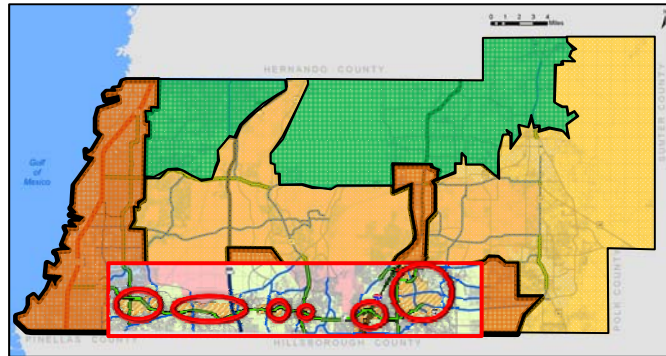 0 1 2 3 4
Miles
HERNANDO COUNTY
SUMTER COUNTY
Gulf
of
Mexico
POLK COUNTY
PINELLAS COUNTY
HILLSBOROUGH COUNTY